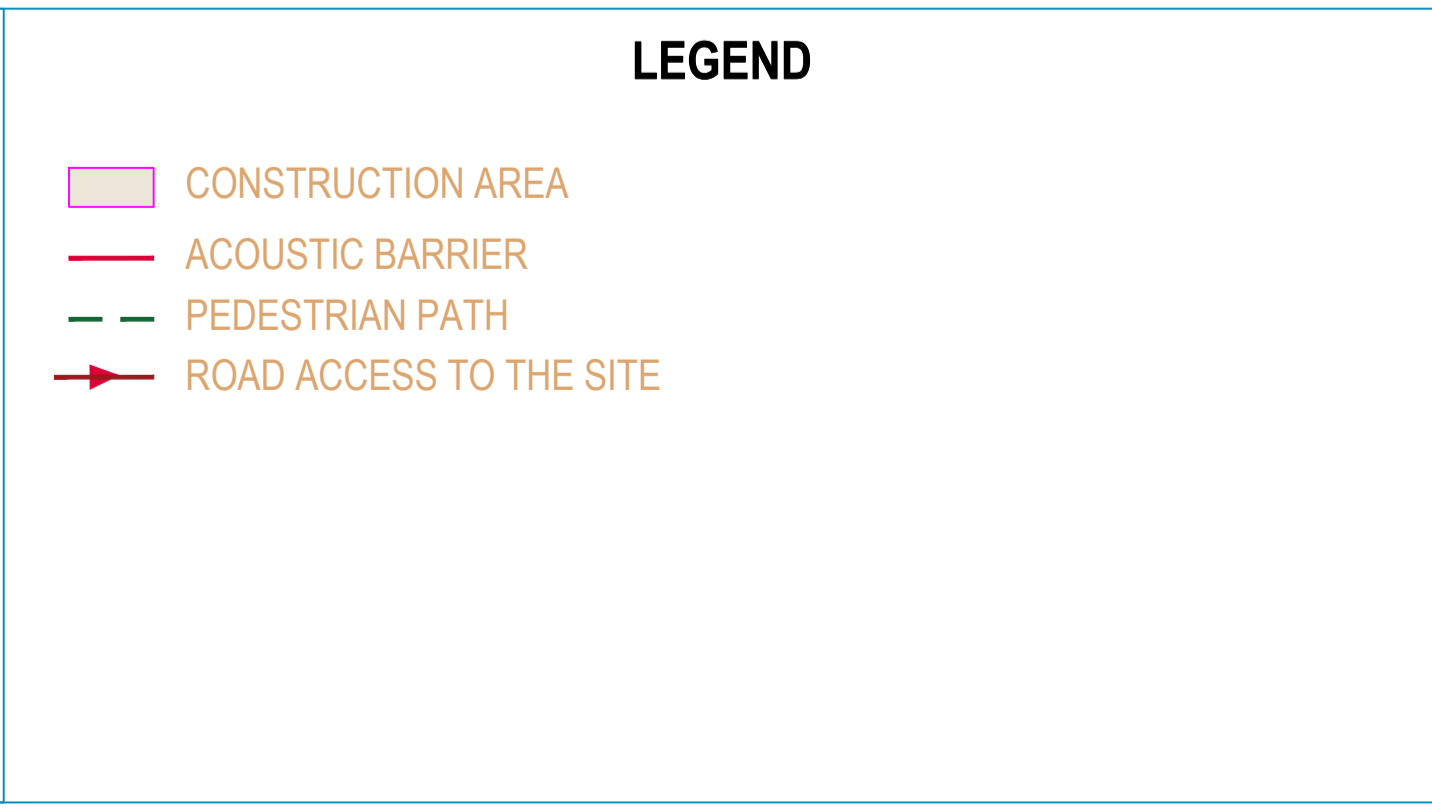 LEGEND
CONSTRUCTION AREA
ACOUSTIC BARRIER
PEDESTRIAN PATH
ROAD ACCESS TO THE SITE